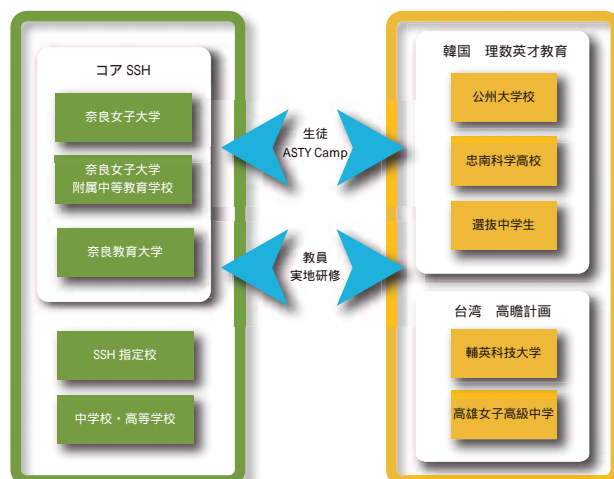 コア SSH
奈良女子大学
奈良女子大学
附属中等教育学校
奈良教育大学
SSH 指定校
中学校・高等学校
生徒
ASTY Camp
教員
実地研修
韓国　理数英才教育
公州大学校
忠南科学高校
選抜中学生
台湾　高瞻計画
輔英科技大学
高雄女子高級中学